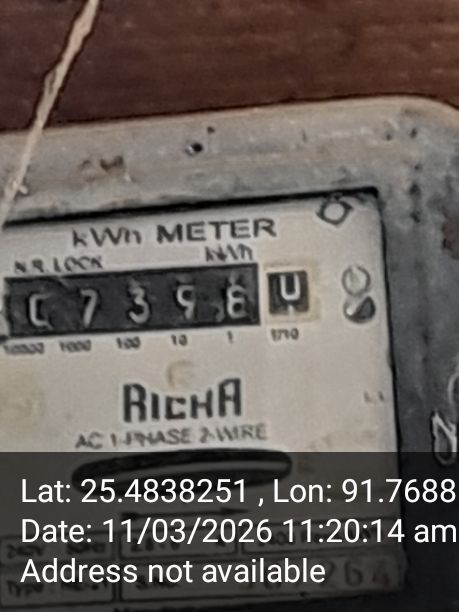 kWh METER
N.R. LOCK kWh
0 7 3 9
10000 1000 100 10 1 1/10
RICHA
AC 1-PHASE 2-WIRE
Lat: 25.4838251 , Lon: 91.7688
Date: 11/03/2026 11:20:14 am
Address not available